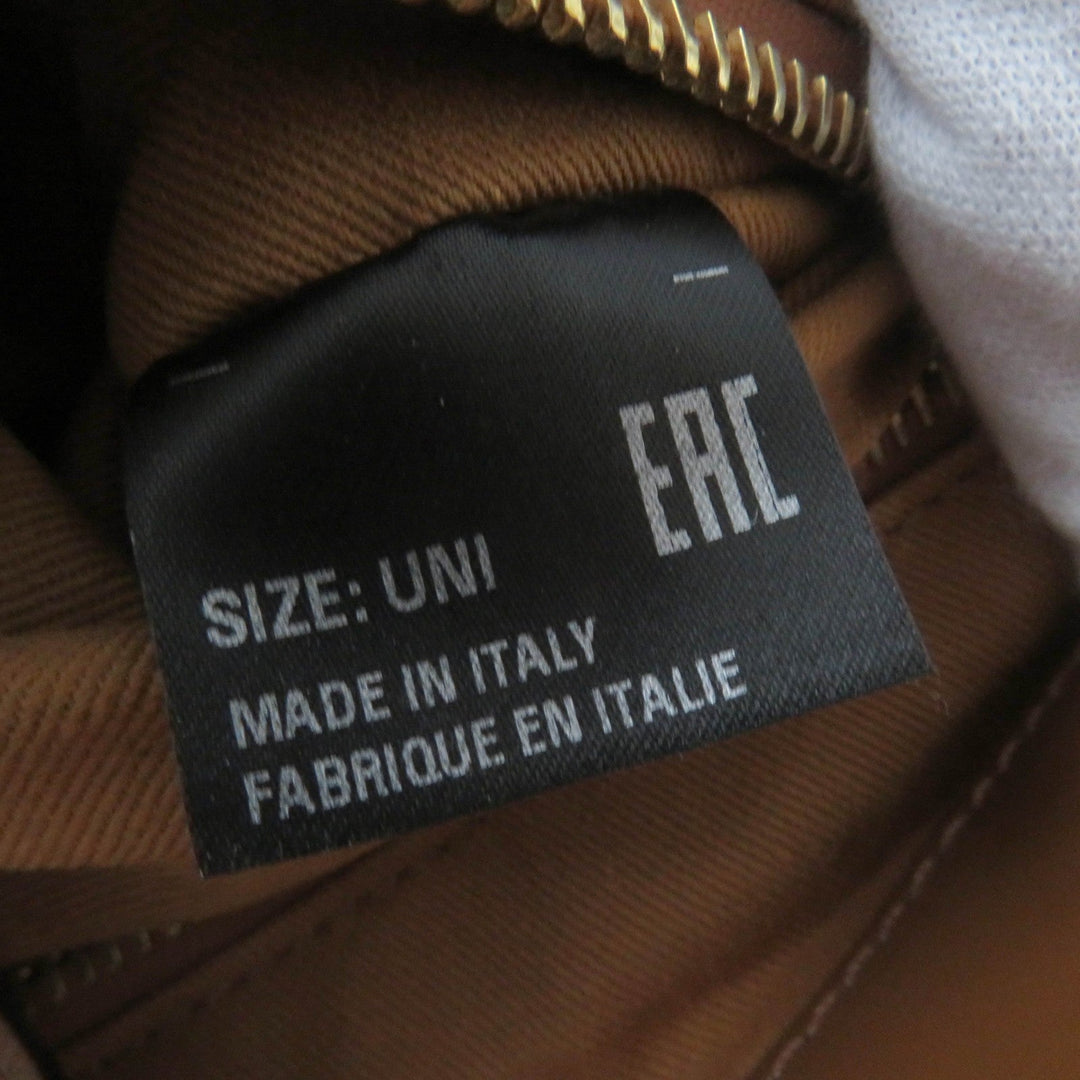 EAC
SIZE: UNI
MADE IN ITALY
FABRIQUE EN ITALIE